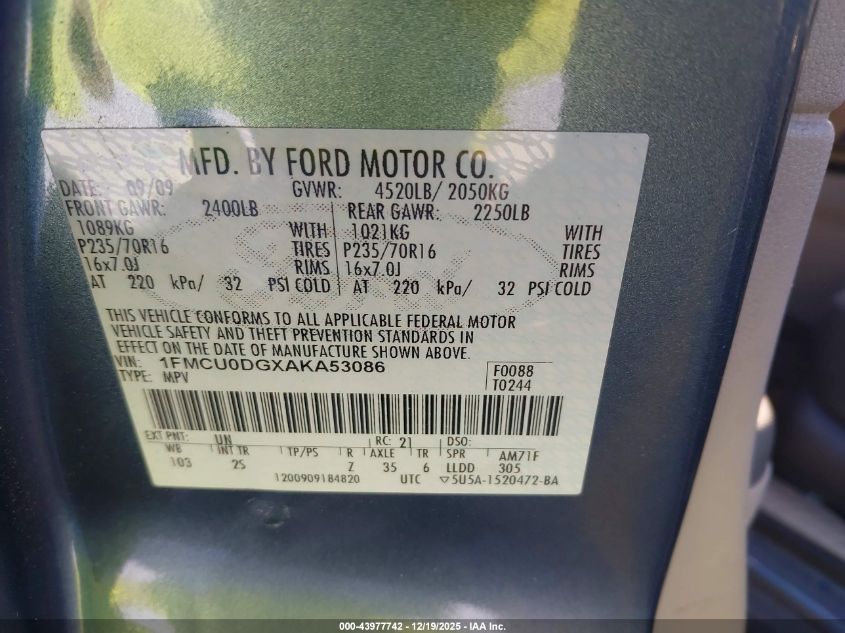 MFD. BY FORD MOTOR CO.
DATE: 09/09 GVWR: 4520LB/ 2050KG
FRONT GAWR: 2400LB REAR GAWR: 2250LB
1089KG WITH 1021KG WITH
P235/70R16 TIRES P235/70R16 TIRES
16x7.0J RIMS 16x7.0J RIMS
AT 220 kPa/ 32 PSI COLD AT 220 kPa/ 32 PSI COLD
THIS VEHICLE CONFORMS TO ALL APPLICABLE FEDERAL MOTOR
VEHICLE SAFETY AND THEFT PREVENTION STANDARDS IN
EFFECT ON THE DATE OF MANUFACTURE SHOWN ABOVE.
VIN: 1FMCU0DGXAKA53086 F0088
TYPE: MPV T0244
EXT PNT: UN RC: 21 DSO:
WB INT TR TP/PS R AXLE TR SPR AM71F
103 2S Z 35 6 LLDD 305
1200909184820 UTC ▽5U5A-1520472-BA
000-43977742 - 12/19/2025 - IAA Inc.